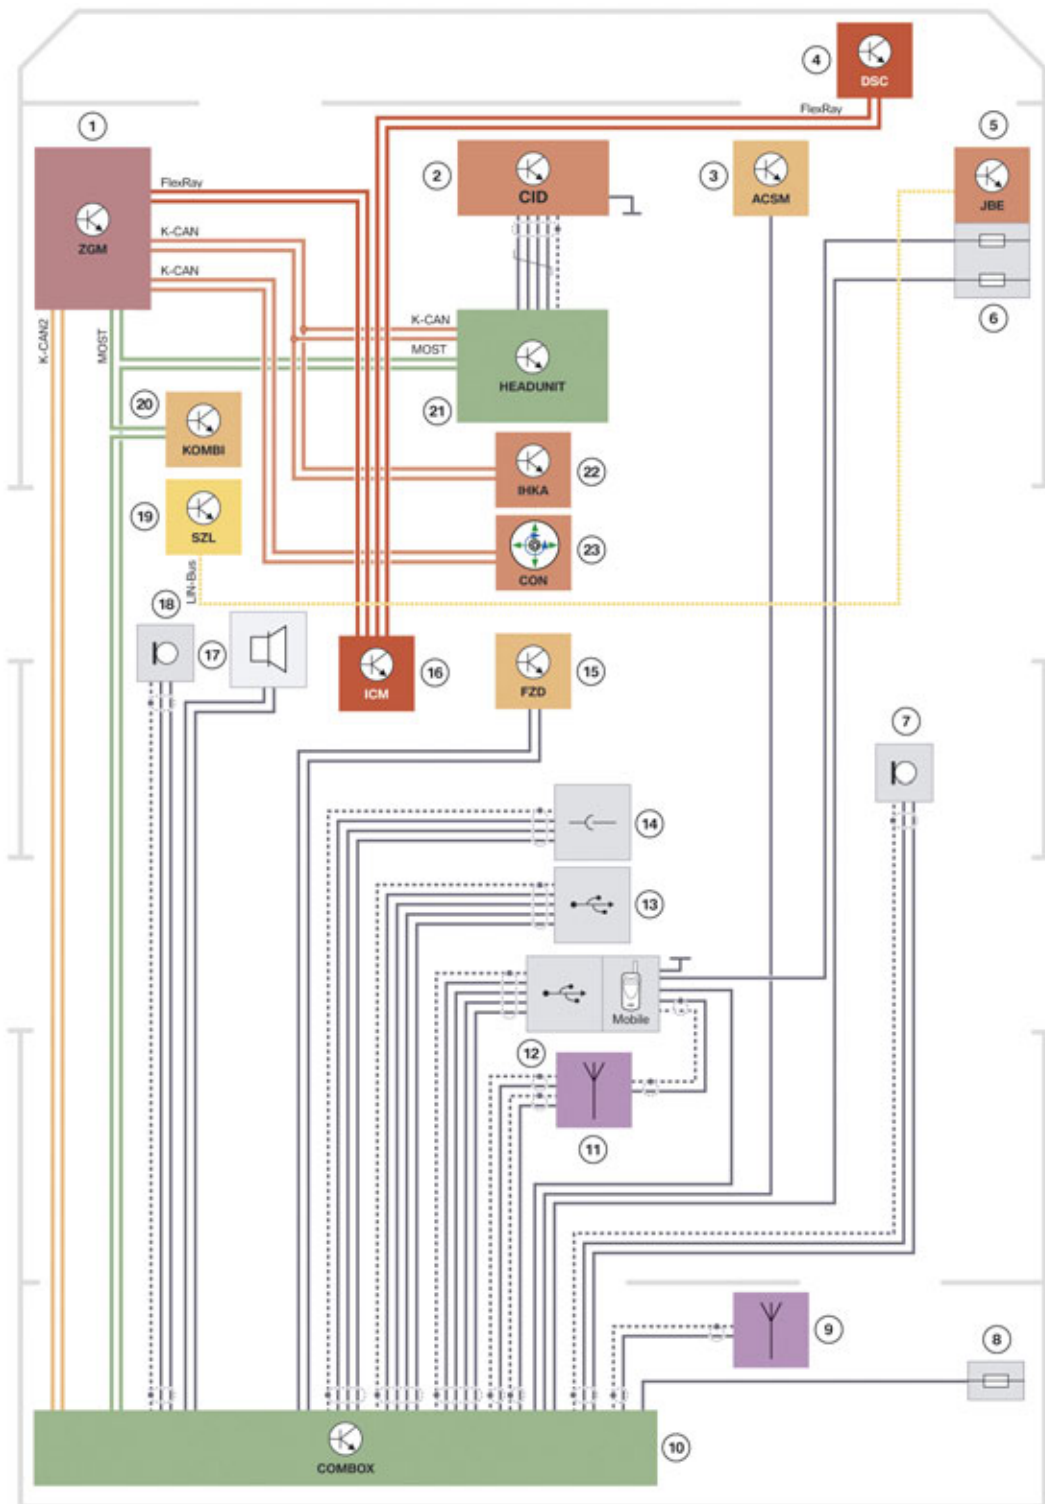 4
DSC
FlexRay
1
5
2
3
CID
ACSM
JBE
FlexRay
ZGM
K-CAN
K-CAN
6
K-CAN2
MOST
K-CAN
MOST
HEADUNIT
20
21
KOMBI
22
IHKA
19
SZL
23
CON
LIN-Bus
18
17
16
ICM
15
FZD
7
14
13
Mobile
12
11
9
8
10
COMBOX